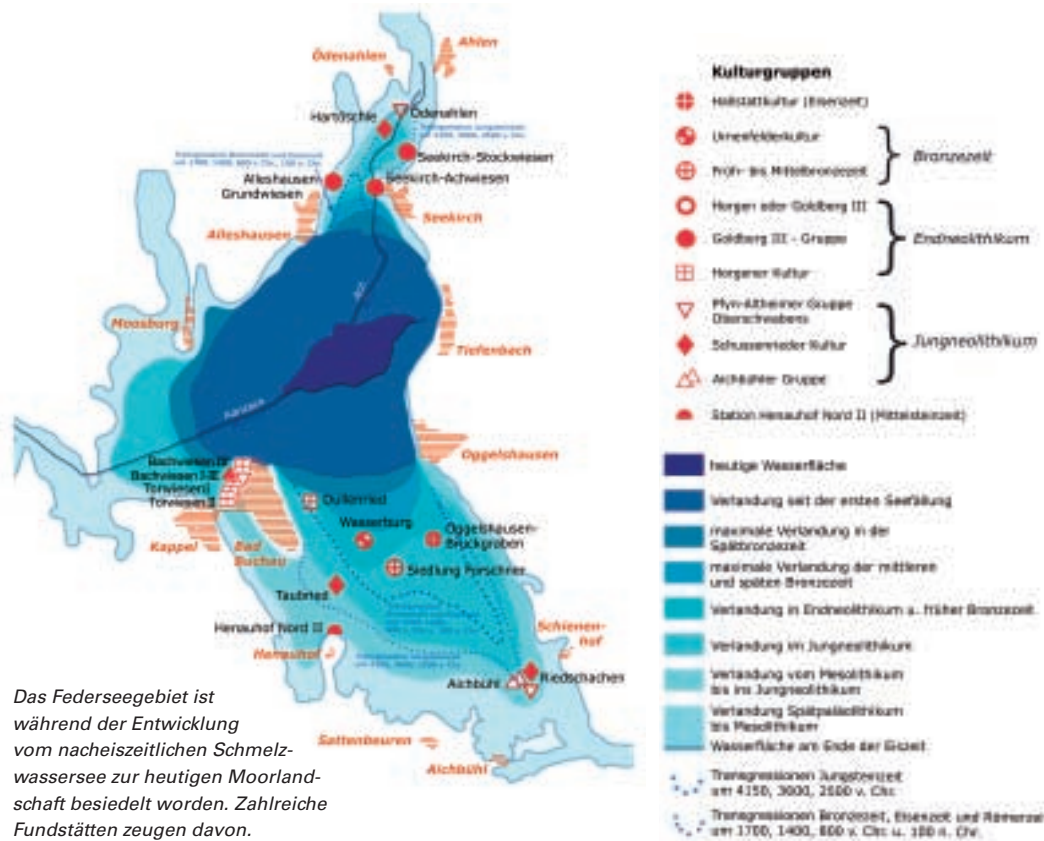 Ahlen
Ödenahlen
Ödenahlen
Hartöschle
Seekirch-Stockwiesen
Alleshausen-
Grundwiesen
Seekirch-Achwiesen
Seekirch
Alleshausen
Moosburg
Tiefenbach
Oggelshausen
Bachwiesen
Bachwiesen I-III
Torwiesen I
Torwiesen II
Kappel
Bad
Buchau
Dullenried
Wasserburg
Oggelshausen-
Bruckgraben
Siedlung Forschner
Taubried
Henauhof Nord II
Henauhof
Schienen-
hof
Riedschachen
Aichbühl
Sattenbeuren
Aichbühl
Das Federseegebiet ist
während der Entwicklung
vom nacheiszeitlichen Schmelz-
wassersee zur heutigen Moorland-
schaft besiedelt worden. Zahlreiche
Fundstätten zeugen davon.
Kulturgruppen
Hallstattkultur (Eisenzeit)
Urnenfelderkultur
Früh- bis Mittelbronzezeit
Bronzezeit
Horgen oder Goldberg III
Goldberg III - Gruppe
Horgener Kultur
Endneolithikum
Pfyn-Altheimer Gruppe
Oberschwabens
Schussenrieder Kultur
Aichbühler Gruppe
Jungneolithikum
Station Henauhof Nord II (Mittelsteinzeit)
heutige Wasserfläche
Verlandung seit der ersten Seefällung
maximale Verlandung in der
Spätbronzezeit
maximale Verlandung der mittleren
und späten Bronzezeit
Verlandung in Endneolithikum u. früher Bronzezeit
Verlandung im Jungneolithikum
Verlandung vom Mesolithikum
bis ins Jungneolithikum
Verlandung Spätpaläolithikum
bis Mesolithikum
Wasserfläche am Ende der Eiszeit
Transgressionen Jungsteinzeit
um 4150, 3000, 2600 v. Chr.
Transgressionen Bronzezeit, Eisenzeit und Römerzeit
um 1700, 1400, 800 v. Chr. u. 100 n. Chr.